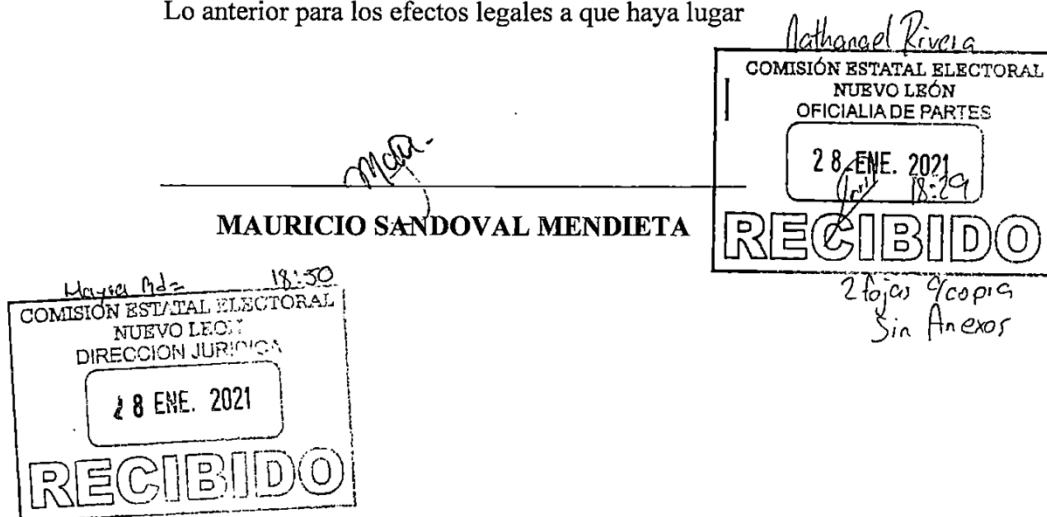 Lo anterior para los efectos legales a que haya lugar
Nathanael Rivera
COMISIÓN ESTATAL ELECTORAL
NUEVO LEÓN
OFICIALIA DE PARTES
28 ENE. 2021
18:29
RECIBIDO
2 fojas c/copia
Sin Anexos
MAURICIO SANDOVAL MENDIETA
18:50
COMISIÓN ESTATAL ELECTORAL
NUEVO LEON
DIRECCION JURIDICA
28 ENE. 2021
RECIBIDO